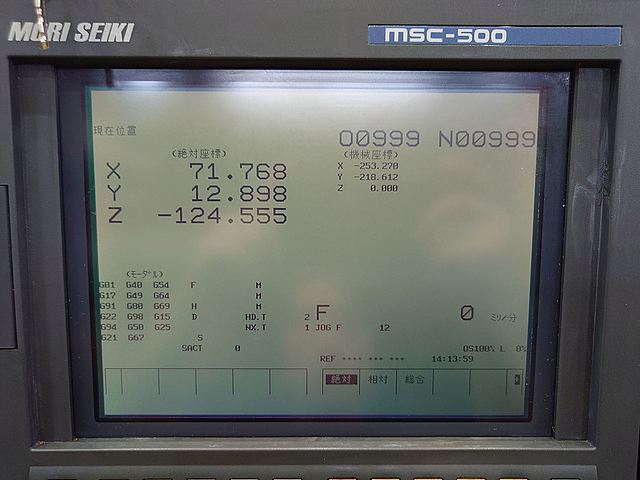 MORI SEIKI
MSC-500
現在位置
O0999 N00999
(絶対座標)
(機械座標)
X 71.768
Y 12.898
Z -124.555
X -253.270
Y -218.612
Z 0.000
(モーダル)
G01 G40 G54 F M
G17 G49 G64 M
G91 G80 G69 H M
G22 G98 G15 D HD.T 2 F 0 ミリ/分
G94 G50 G25 NX.T 1 JOG F 12
G21 G67 S
SACT 0
OS100% L 0%
REF **** *** *** 14:13:59
絶対 相対 総合